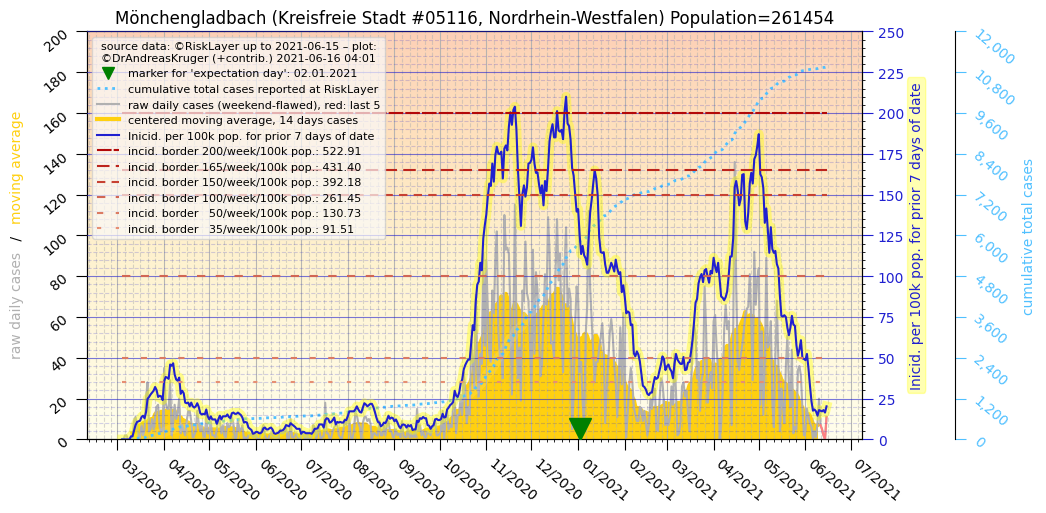 Mönchengladbach (Kreisfreie Stadt #05116, Nordrhein-Westfalen) Population=261454
source data: ©RiskLayer up to 2021-06-15 – plot:
©DrAndreasKruger (+contrib.) 2021-06-16 04:01
marker for 'expectation day': 02.01.2021
cumulative total cases reported at RiskLayer
raw daily cases (weekend-flawed), red: last 5
centered moving average, 14 days cases
Inicid. per 100k pop. for prior 7 days of date
incid. border 200/week/100k pop.: 522.91
incid. border 165/week/100k pop.: 431.40
incid. border 150/week/100k pop.: 392.18
incid. border 100/week/100k pop.: 261.45
incid. border 50/week/100k pop.: 130.73
incid. border 35/week/100k pop.: 91.51
raw daily cases / moving average
200
180
160
140
120
100
80
60
40
20
0
250
225
200
175
150
125
100
75
50
25
0
Inicid. per 100k pop. for prior 7 days of date
12,000
10,800
9,600
8,400
7,200
6,000
4,800
3,600
2,400
1,200
0
cumulative total cases
03/2020
04/2020
05/2020
06/2020
07/2020
08/2020
09/2020
10/2020
11/2020
12/2020
01/2021
02/2021
03/2021
04/2021
05/2021
06/2021
07/2021